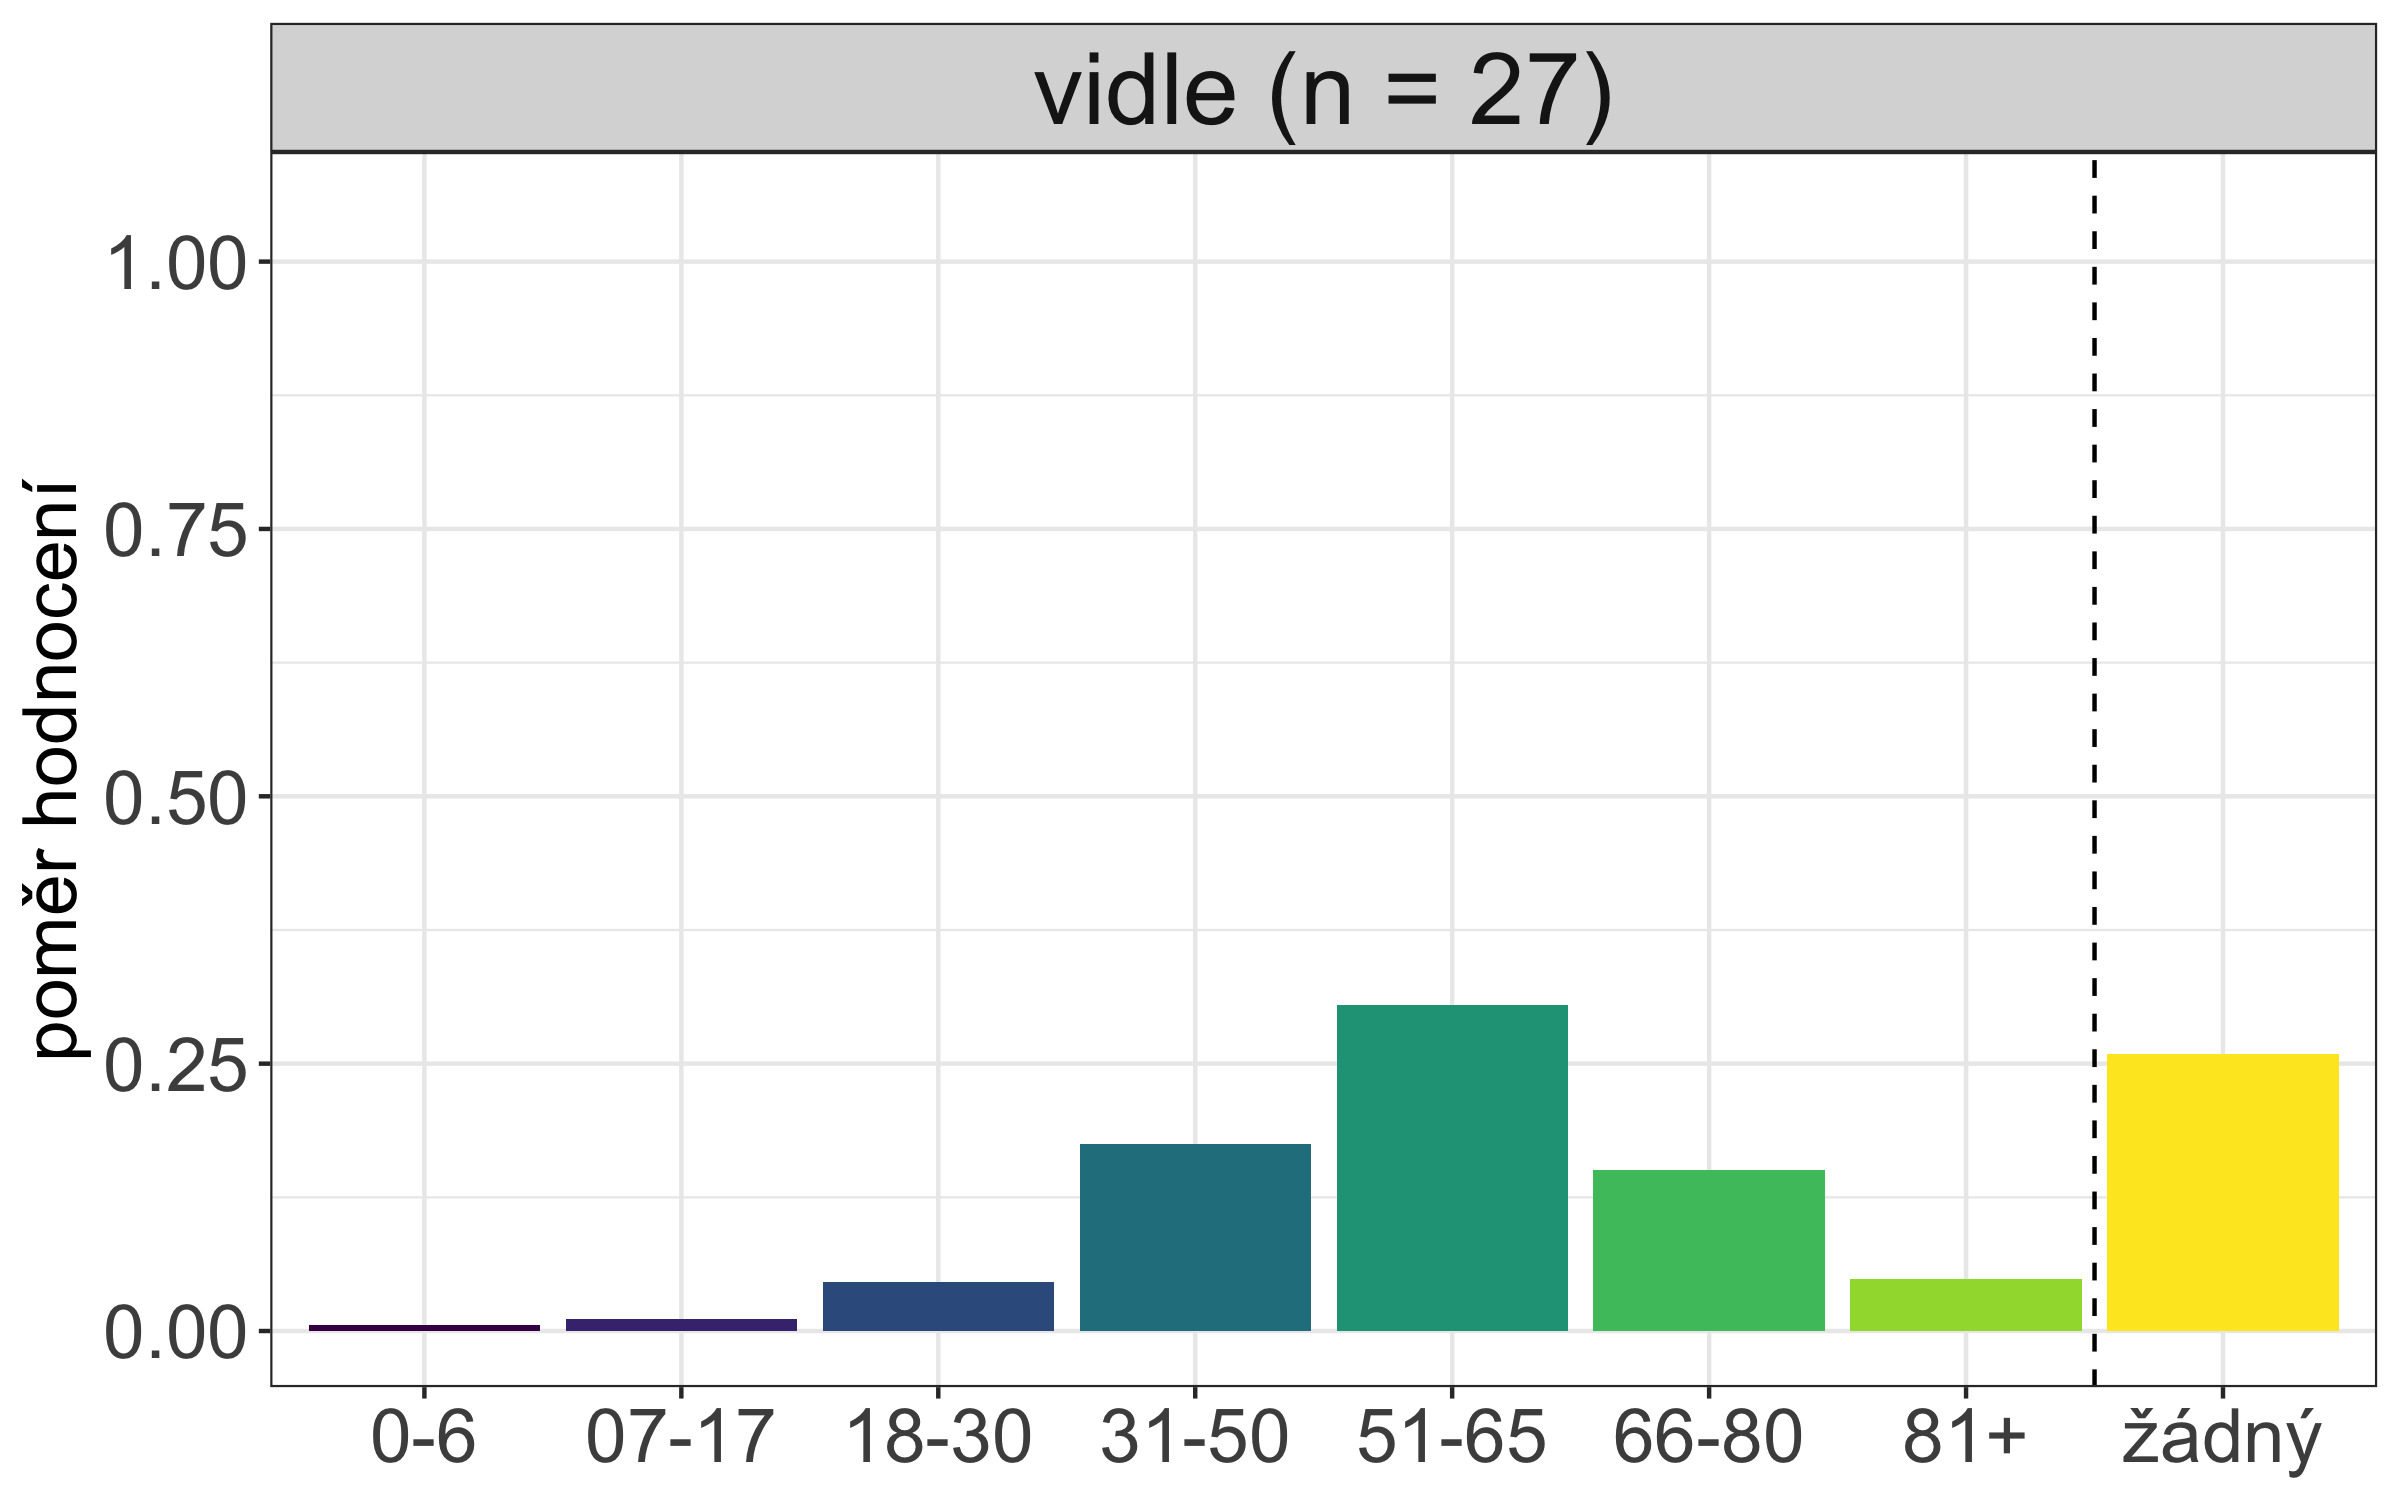 vidle (n = 27)
poměr hodnocení
1.00
0.75
0.50
0.25
0.00
0-6 07-17 18-30 31-50 51-65 66-80 81+ žádný